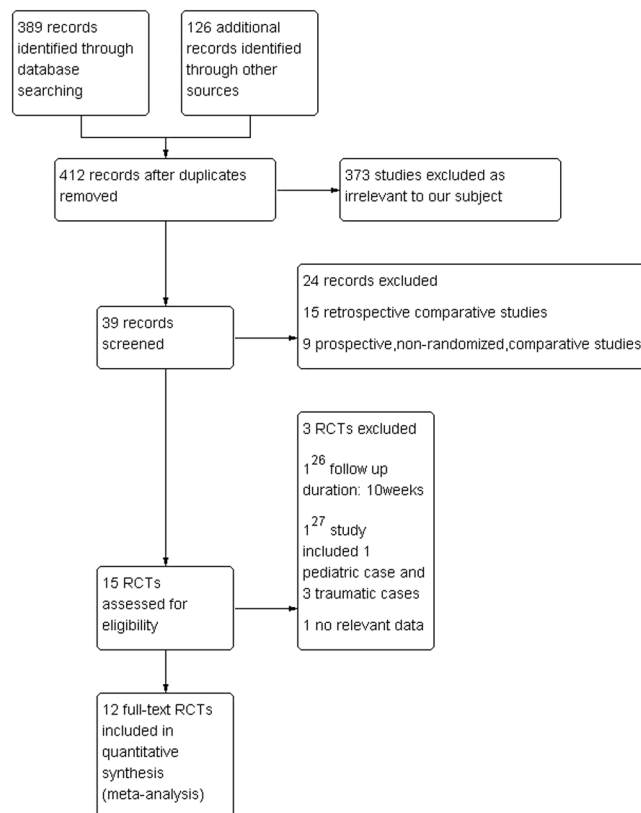 389 records
identified through
database
searching
126 additional
records identified
through other
sources
412 records after duplicates
removed
373 studies excluded as
irrelevant to our subject
39 records
screened
24 records excluded
15 retrospective comparative studies
9 prospective,non-randomized,comparative studies
3 RCTs excluded
1^26 follow up
duration: 10weeks
1^27 study
included 1
pediatric case and
3 traumatic cases
1 no relevant data
15 RCTs
assessed for
eligibility
12 full-text RCTs
included in
quantitative
synthesis
(meta-analysis)